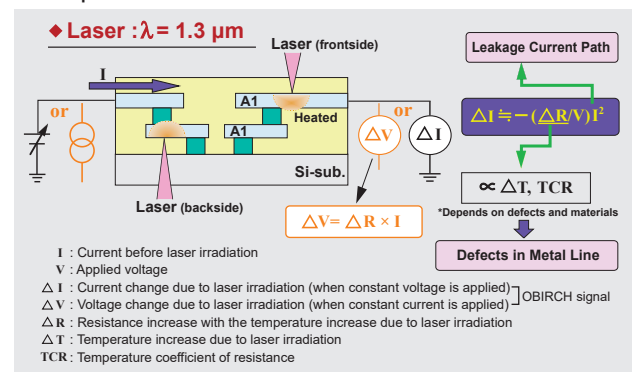 ◆ Laser : λ = 1.3 µm
Laser (frontside)
Leakage Current Path
I
A1
or
Heated
or
ΔV
ΔI
ΔI ≒ − (ΔR/V)I²
A1
Si-sub.
∝ ΔT, TCR
Laser (backside)
*Depends on defects and materials
ΔV= ΔR × I
Defects in Metal Line
I : Current before laser irradiation
V : Applied voltage
ΔI : Current change due to laser irradiation (when constant voltage is applied)
OBIRCH signal
ΔV : Voltage change due to laser irradiation (when constant current is applied)
ΔR : Resistance increase with the temperature increase due to laser irradiation
ΔT : Temperature increase due to laser irradiation
TCR : Temperature coefficient of resistance